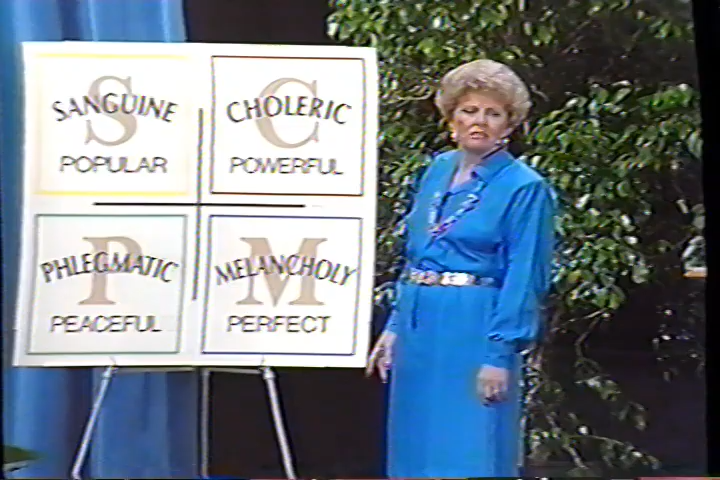 S
SANGUINE
POPULAR
C
CHOLERIC
POWERFUL
P
PHLEGMATIC
PEACEFUL
M
MELANCHOLY
PERFECT